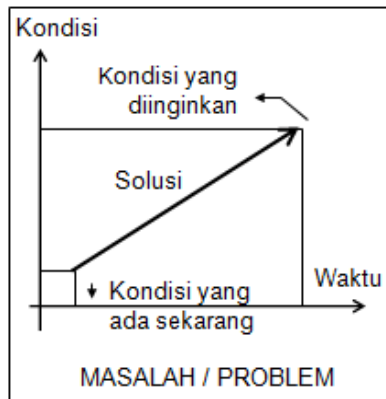 Kondisi
Kondisi yang
diinginkan
Solusi
Waktu
Kondisi yang
ada sekarang
MASALAH / PROBLEM